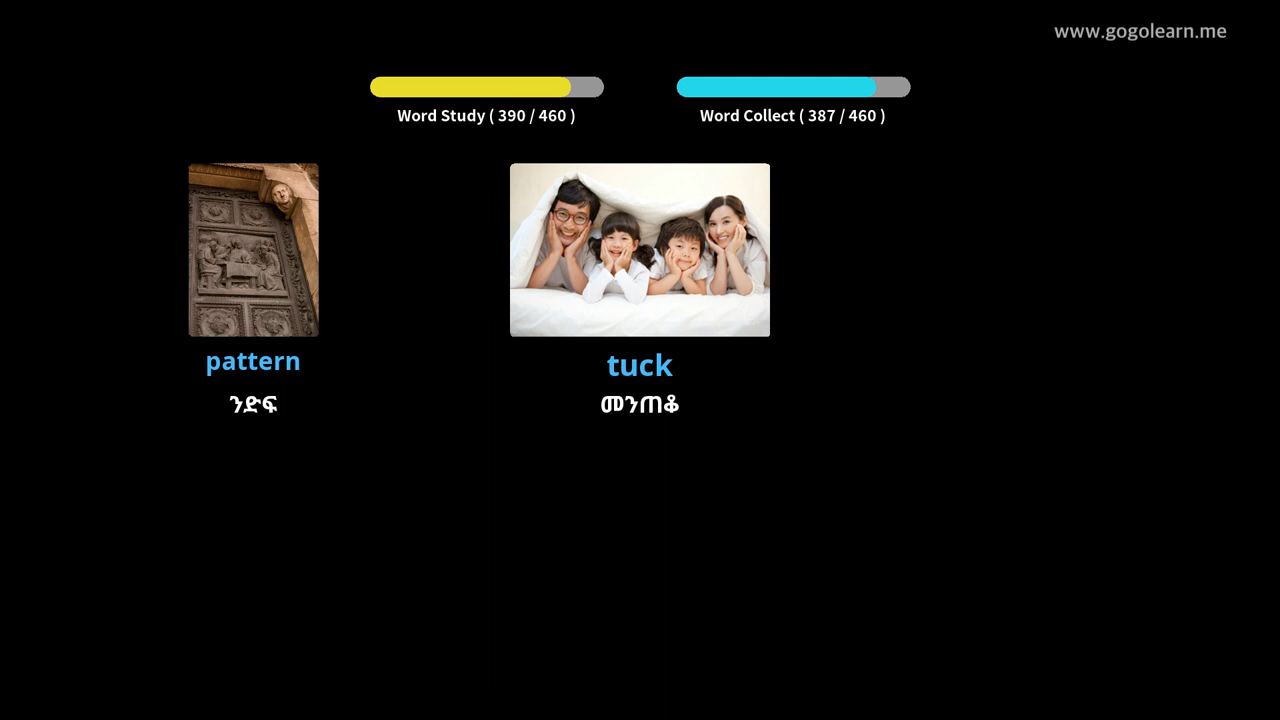 www.gogolearn.me
Word Study ( 390 / 460 )
Word Collect ( 387 / 460 )
pattern
ንድፍ
tuck
መንጠቆ